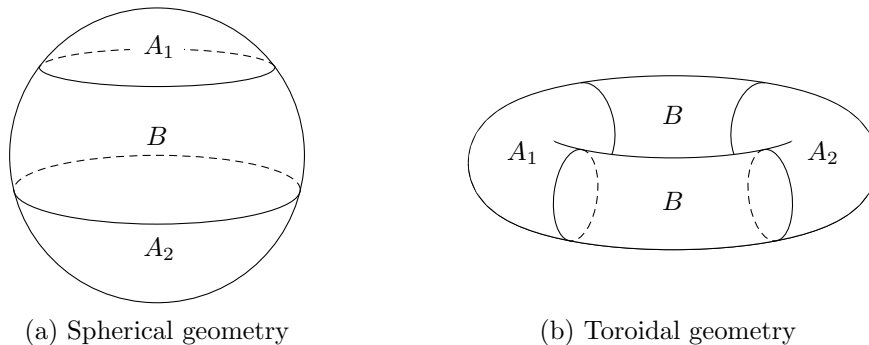 A₁
B
A₂
(a) Spherical geometry
B
A₁
A₂
B
(b) Toroidal geometry